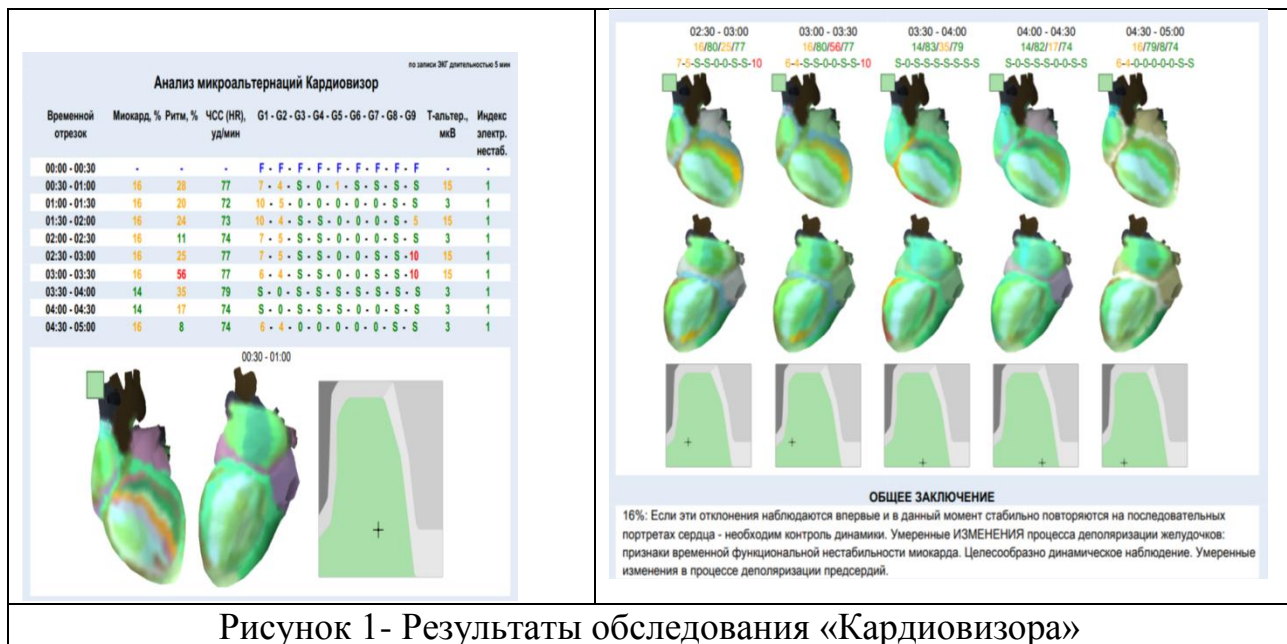 по записи ЭКГ длительностью 5 мин
Анализ микроальтернаций Кардиовизор
Временной отрезок Миокард, % Ритм, % ЧСС (HR), уд/мин G1 - G2 - G3 - G4 - G5 - G6 - G7 - G8 - G9 Т-альтер., мкВ Индекс электр. нестаб.
00:00 - 00:30 - - - F - F - F - F - F - F - F - F - F - -
00:30 - 01:00 16 28 77 7 - 4 - S - 0 - 1 - S - S - S - S 15 1
01:00 - 01:30 16 20 72 10 - 5 - 0 - 0 - 0 - 0 - 0 - S - S 3 1
01:30 - 02:00 16 24 73 10 - 4 - S - S - 0 - 0 - 0 - S - 5 15 1
02:00 - 02:30 16 11 74 7 - 5 - S - S - 0 - 0 - 0 - S - S 3 1
02:30 - 03:00 16 25 77 7 - 5 - S - S - 0 - 0 - S - S - 10 15 1
03:00 - 03:30 16 56 77 6 - 4 - S - S - 0 - 0 - S - S - 10 15 1
03:30 - 04:00 14 35 79 S - 0 - S - S - S - S - S - S - S 3 1
04:00 - 04:30 14 17 74 S - 0 - S - S - S - 0 - 0 - S - S 3 1
04:30 - 05:00 16 8 74 6 - 4 - 0 - 0 - 0 - 0 - 0 - S - S 3 1
00:30 - 01:00
02:30 - 03:00 03:00 - 03:30 03:30 - 04:00 04:00 - 04:30 04:30 - 05:00
16/80/25/77 16/80/56/77 14/83/35/79 14/82/17/74 16/79/8/74
7-5-S-S-0-0-S-S-10 6-4-S-S-0-0-S-S-10 S-0-S-S-S-S-S-S-S S-0-S-S-S-0-0-S-S 6-4-0-0-0-0-0-S-S
ОБЩЕЕ ЗАКЛЮЧЕНИЕ
16%: Если эти отклонения наблюдаются впервые и в данный момент стабильно повторяются на последовательных
портретах сердца - необходим контроль динамики. Умеренные ИЗМЕНЕНИЯ процесса деполяризации желудочков:
признаки временной функциональной нестабильности миокарда. Целесообразно динамическое наблюдение. Умеренные
изменения в процессе деполяризации предсердий.
Рисунок 1- Результаты обследования «Кардиовизора»